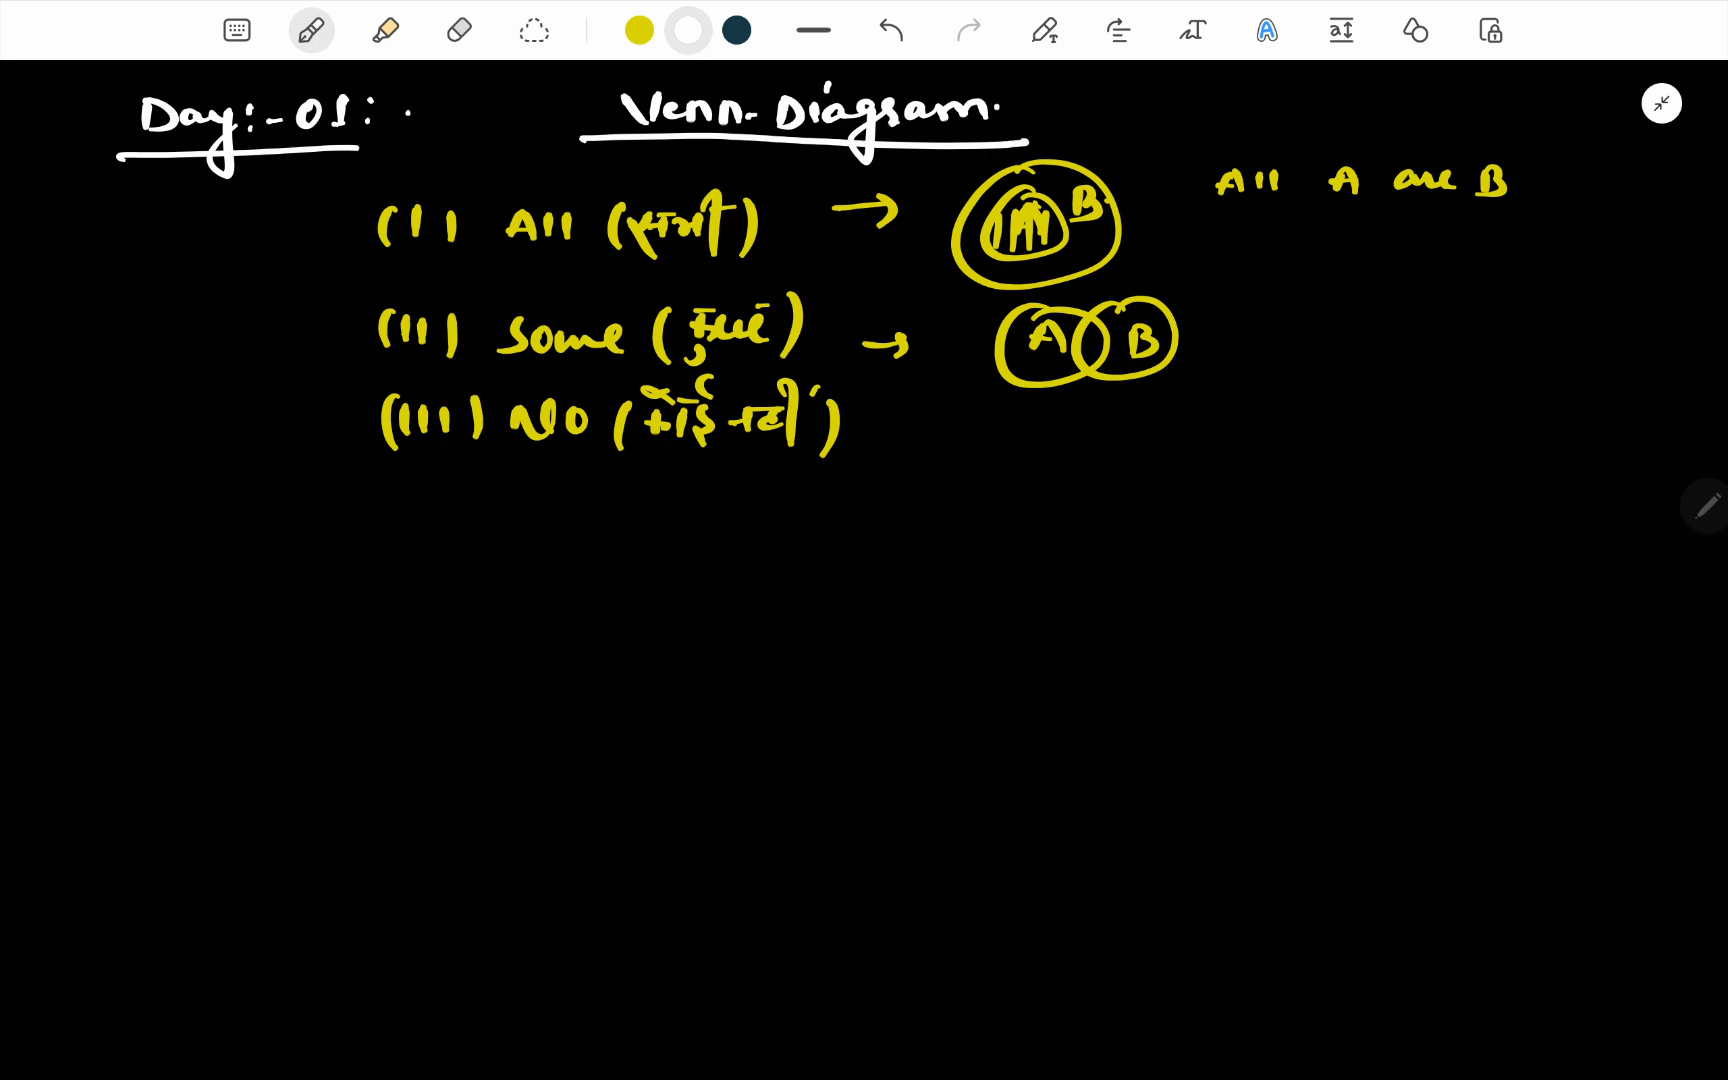 Day:-01:. Venn-Diagram.
(I) All (सभी) → A B All A are B
(II) Some (कुछ) → A B
(III) No (कोई नहीं)